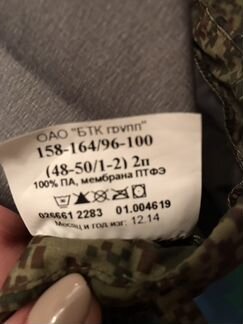 ОАО "БТК групп"
158-164/96-100
(48-50/1-2) 2п
100% ПА, мембрана ПТФЭ
026661 2283 01.004619
Месяц и год изг. 12.14